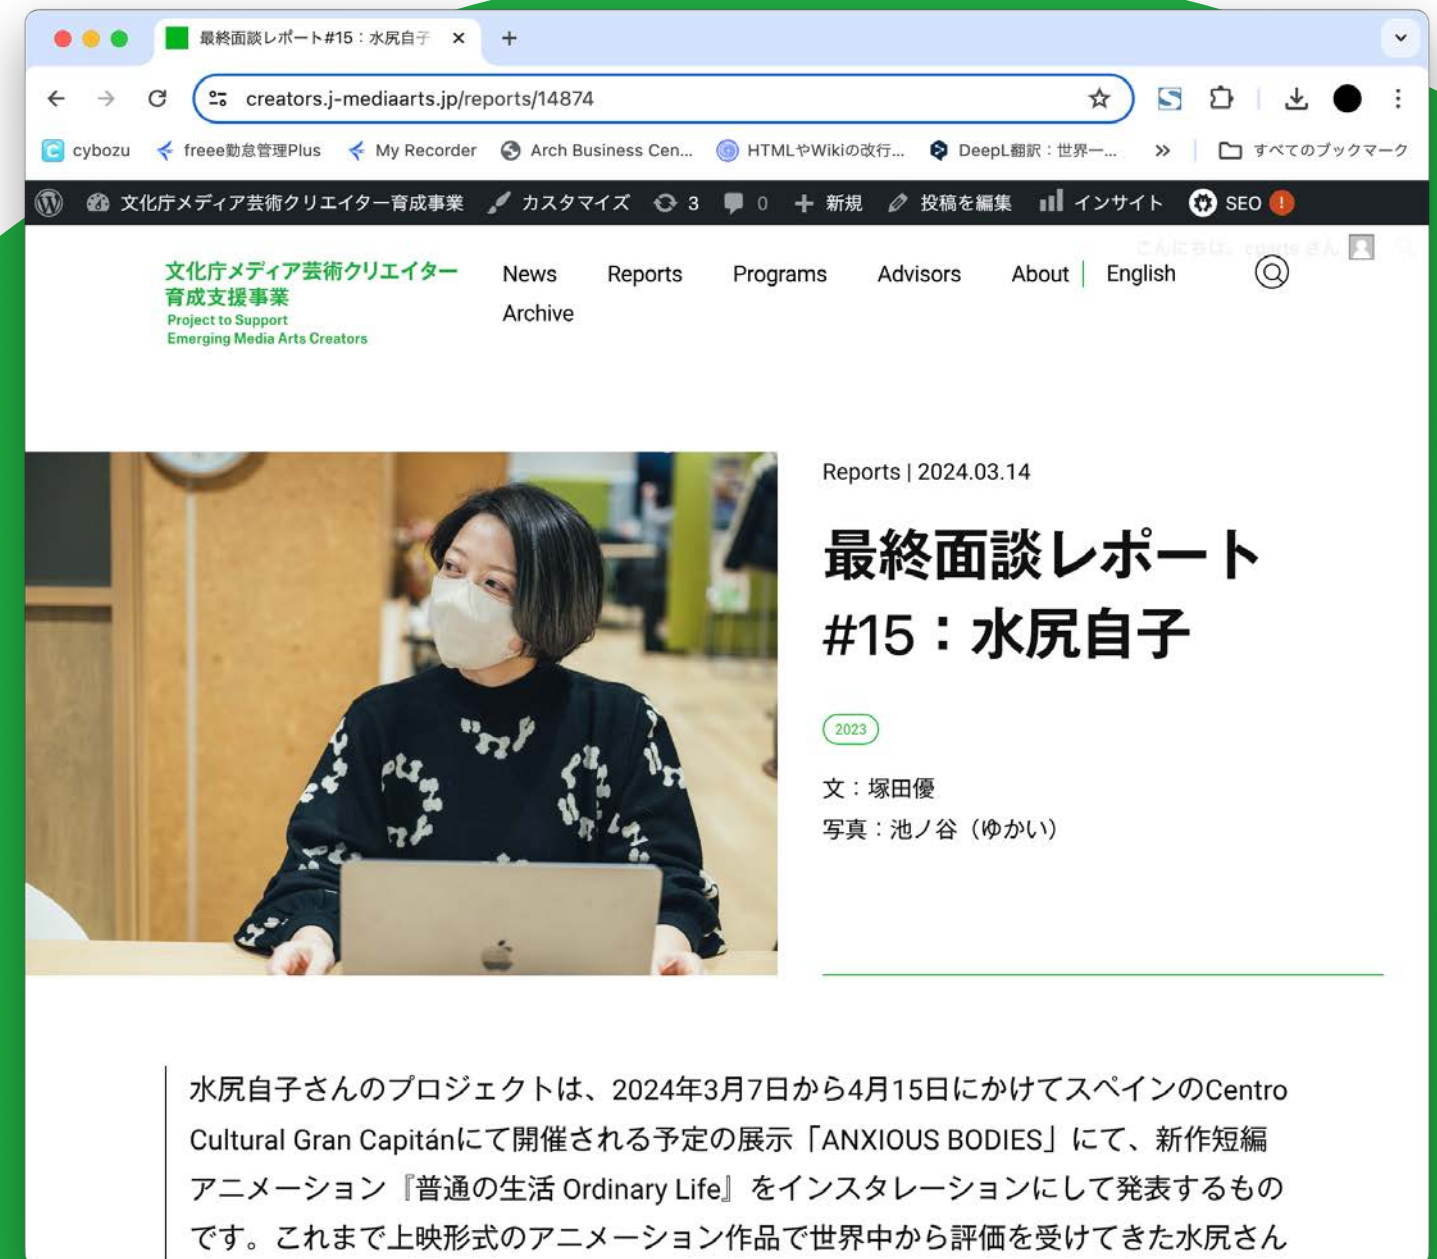 最終面談レポート#15：水尻自子
creators.j-mediaarts.jp/reports/14874
cybozu freee勤怠管理Plus My Recorder Arch Business Cen... HTMLやWikiの改行... DeepL翻訳：世界一... すべてのブックマーク
文化庁メディア芸術クリエイター育成事業 カスタマイズ 3 0 新規 投稿を編集 インサイト SEO !
こんにちは、cgarts さん
文化庁メディア芸術クリエイター
育成支援事業
Project to Support
Emerging Media Arts Creators
News Reports Programs Advisors About English
Archive
Reports | 2024.03.14
最終面談レポート
#15：水尻自子
2023
文：塚田優
写真：池ノ谷（ゆかい）
水尻自子さんのプロジェクトは、2024年3月7日から4月15日にかけてスペインのCentro
Cultural Gran Capitánにて開催される予定の展示「ANXIOUS BODIES」にて、新作短編
アニメーション『普通の生活 Ordinary Life』をインスタレーションにして発表するもの
です。これまで上映形式のアニメーション作品で世界中から評価を受けてきた水尻さん